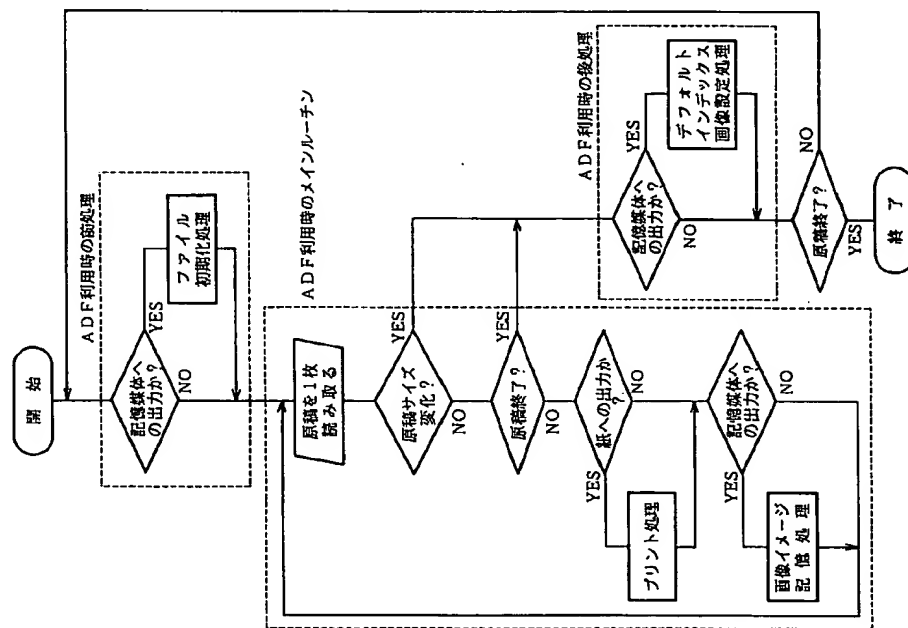 開始
ADF利用時の前処理
記憶媒体へ
の出力か?
YES
ファイル
初期化処理
NO
ADF利用時のメインルーチン
原稿を1枚
読み取る
原稿サイズ
変化?
YES
NO
原稿終了?
YES
NO
紙への出力か
?
YES
NO
プリント処理
記憶媒体へ
の出力か?
YES
NO
画像イメージ
記憶処理
ADF利用時の後処理
記憶媒体へ
の出力か?
YES
デフォルト
インデックス
画像設定処理
NO
原稿終了?
NO
YES
終了